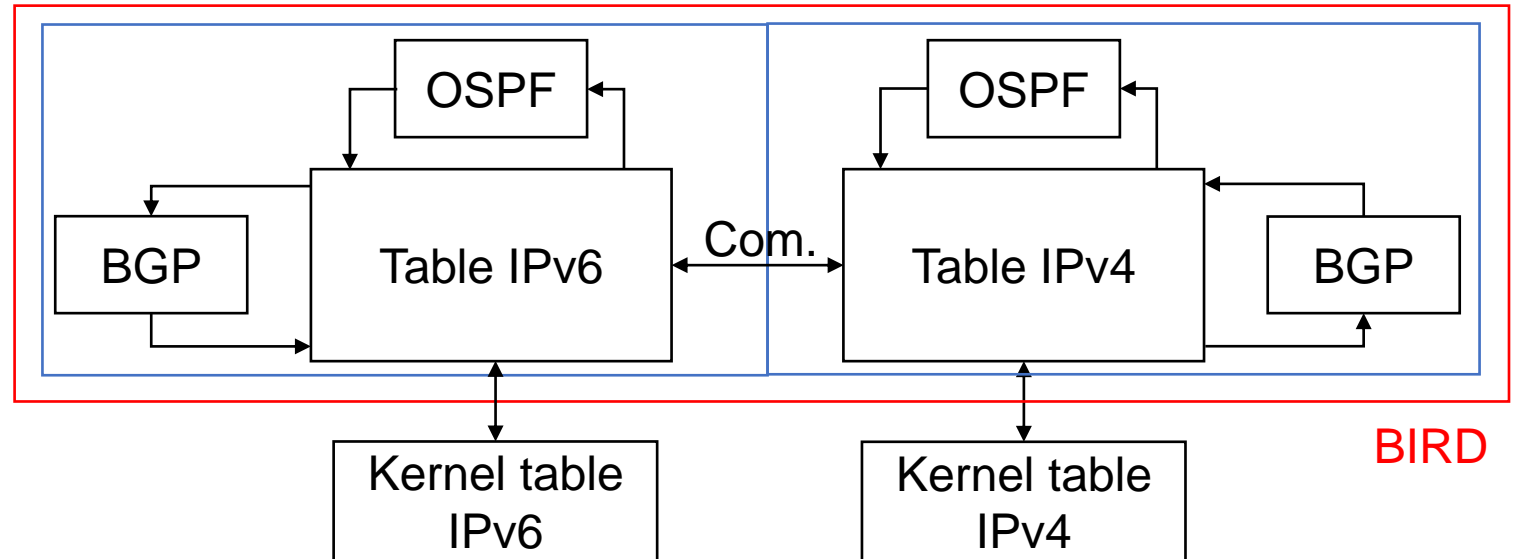 OSPF
OSPF
BGP
Table IPv6
Com.
Table IPv4
BGP
Kernel table
IPv6
Kernel table
IPv4
BIRD